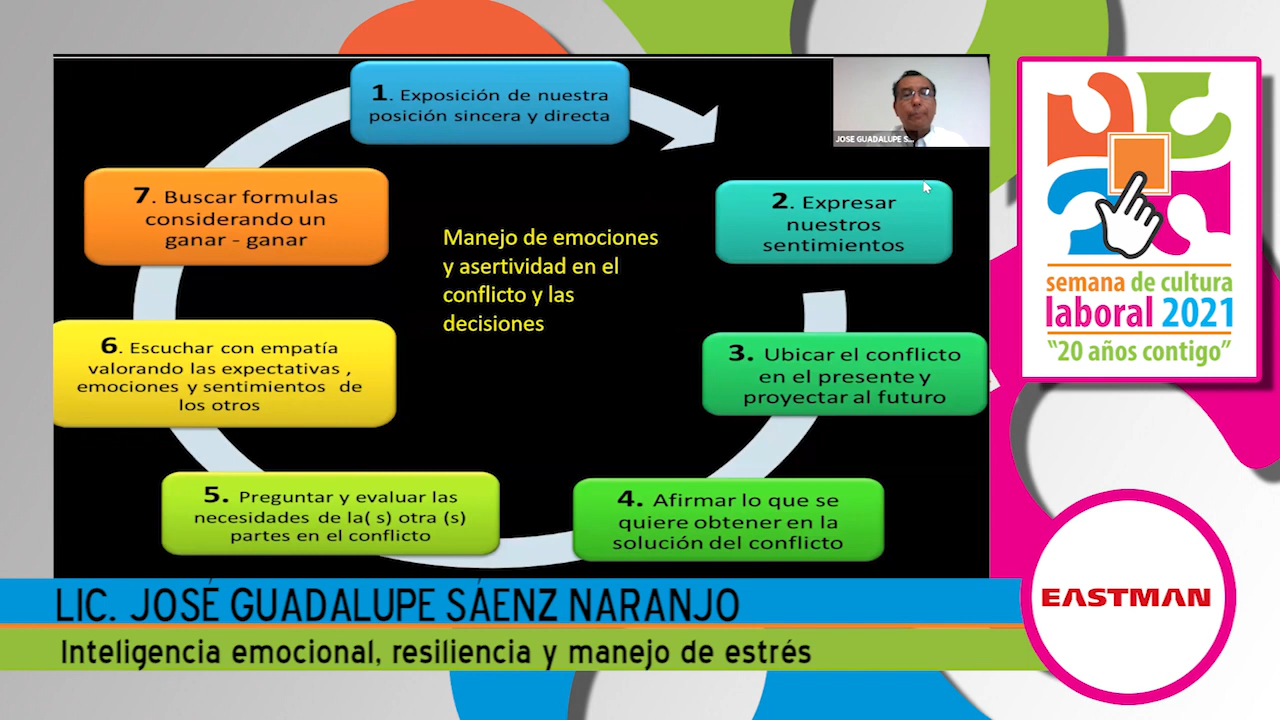 1. Exposición de nuestra
posición sincera y directa
JOSE GUADALUPE S...
2. Expresar
nuestros
sentimientos
3. Ubicar el conflicto
en el presente y
proyectar al futuro
4. Afirmar lo que se
quiere obtener en la
solución del conflicto
5. Preguntar y evaluar las
necesidades de la( s) otra (s)
partes en el conflicto
6. Escuchar con empatía
valorando las expectativas ,
emociones y sentimientos de
los otros
7. Buscar formulas
considerando un
ganar - ganar
Manejo de emociones
y asertividad en el
conflicto y las
decisiones
semana de cultura
laboral 2021
"20 años contigo"
EASTMAN
LIC. JOSÉ GUADALUPE SÁENZ NARANJO
Inteligencia emocional, resiliencia y manejo de estrés